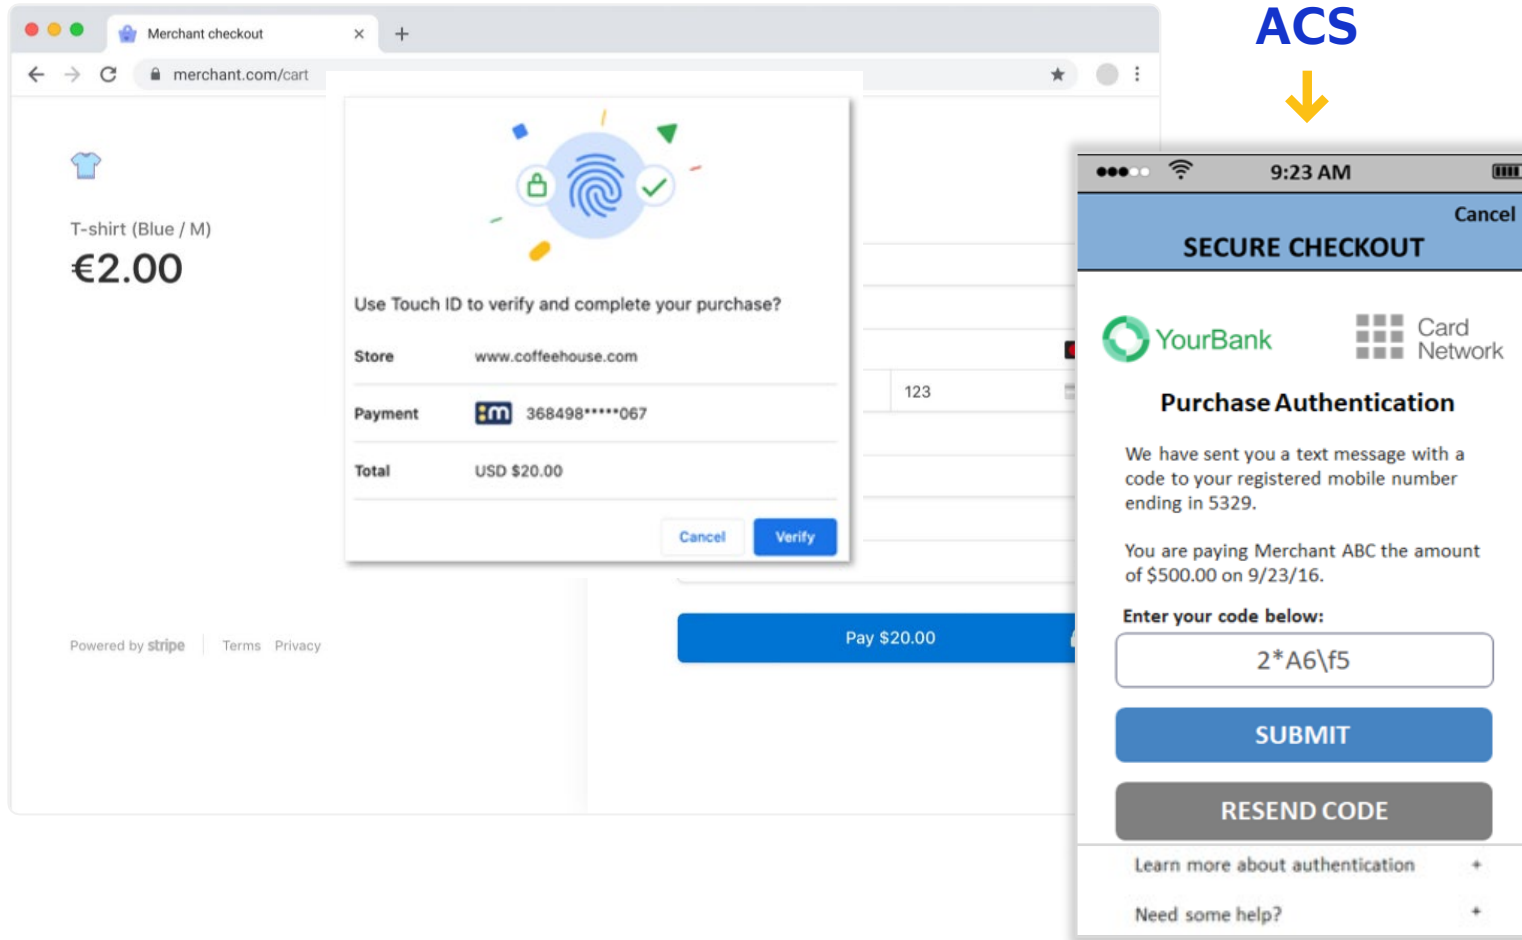 Merchant checkout
merchant.com/cart
T-shirt (Blue / M)
€2.00
Powered by stripe
Terms Privacy
Use Touch ID to verify and complete your purchase?
Store www.coffeehouse.com
Payment :m 368498*****067
Total USD $20.00
Cancel Verify
123
Pay $20.00
ACS
9:23 AM
Cancel
SECURE CHECKOUT
YourBank
Card
Network
Purchase Authentication
We have sent you a text message with a
code to your registered mobile number
ending in 5329.
You are paying Merchant ABC the amount
of $500.00 on 9/23/16.
Enter your code below:
2*A6\f5
SUBMIT
RESEND CODE
Learn more about authentication +
Need some help? +